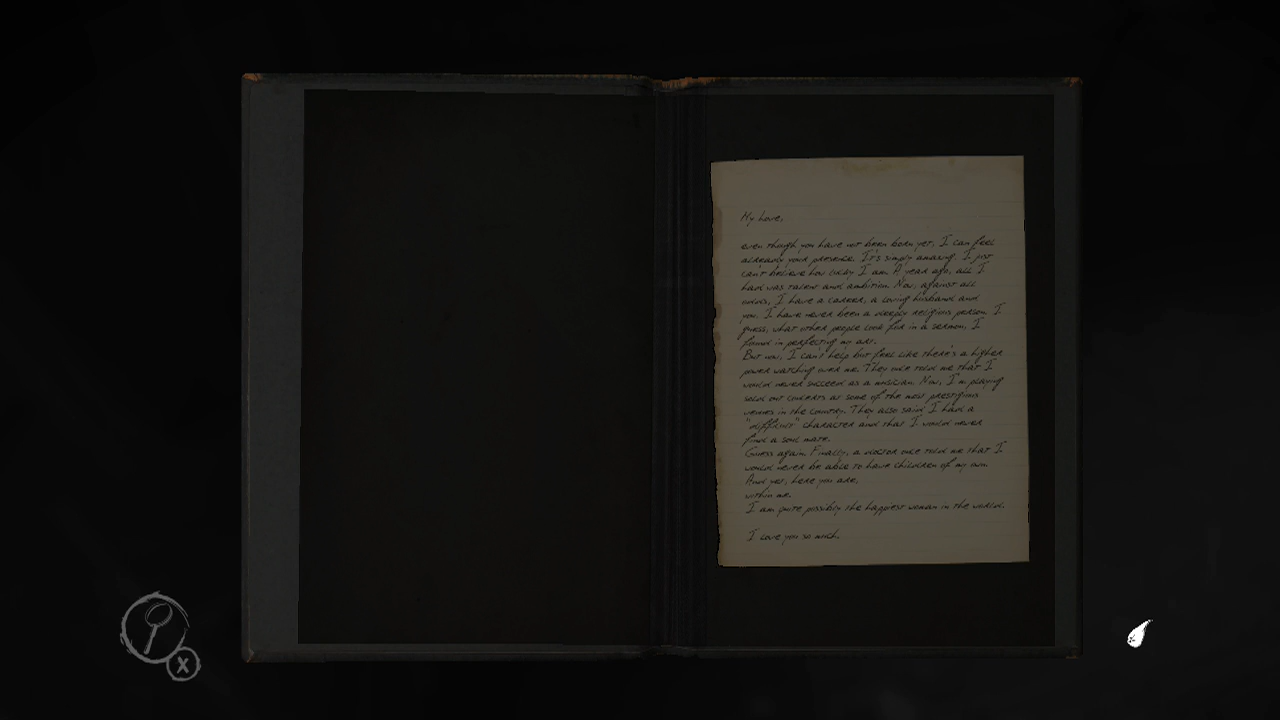 My Love,
even though you have not been born yet, I can feel
already your presence. It's simply amazing. I just
can't believe how lucky I am. A year ago, all I
had was talent and ambition. Now, against all
odds, I have a career, a loving husband and
you. I have never been a deeply religious person. I
guess, what other people look for in a sermon, I
found in perfecting my art.
But now, I can't help but feel like there's a higher
power watching over me. They once told me that I
would never succeed as a musician. Now, I'm playing
sold out concerts at some of the most prestigious
venues in the country. They also said I had a
"difficult" character and that I would never
find a soul mate.
Guess again. Finally, a doctor once told me that I
would never be able to have children of my own.
And yet, here you are,
within me.
I am quite possibly the happiest woman in the world.
I love you so much.
X